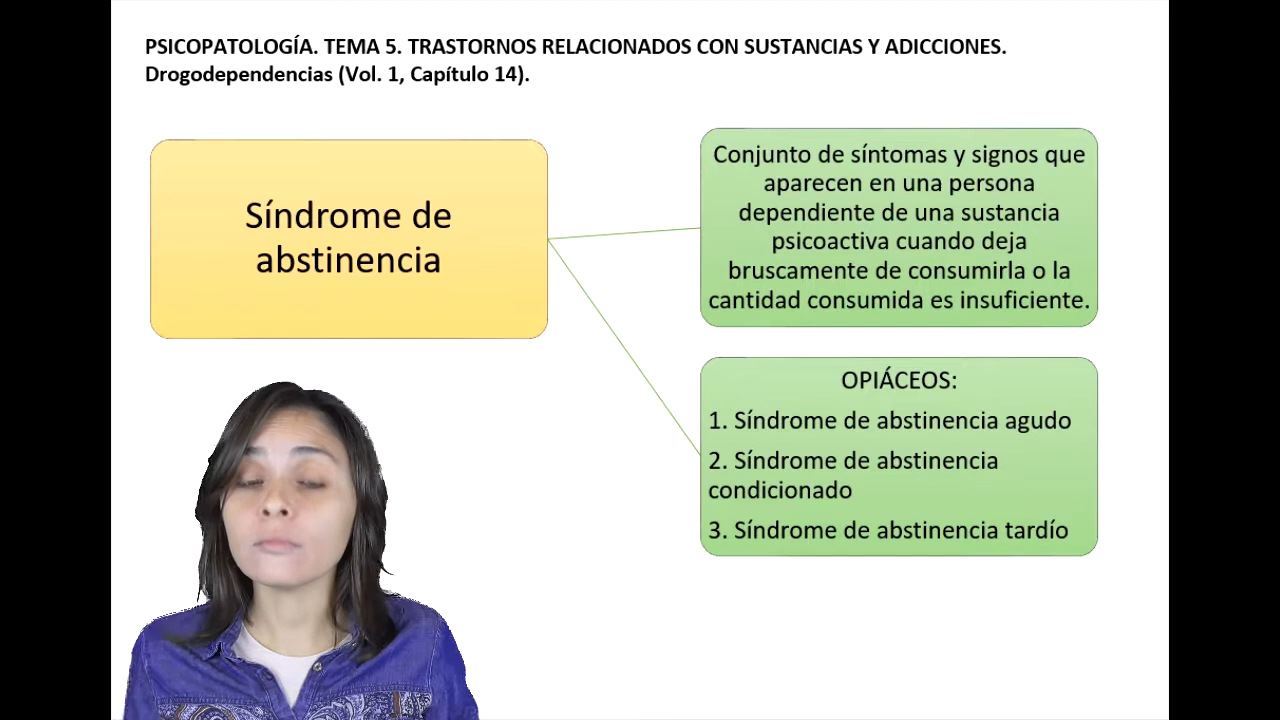 PSICOPATOLOGÍA. TEMA 5. TRASTORNOS RELACIONADOS CON SUSTANCIAS Y ADICCIONES.
Drogodependencias (Vol. 1, Capítulo 14).
Síndrome de
abstinencia
Conjunto de síntomas y signos que
aparecen en una persona
dependiente de una sustancia
psicoactiva cuando deja
bruscamente de consumirla o la
cantidad consumida es insuficiente.
OPIÁCEOS:
1. Síndrome de abstinencia agudo
2. Síndrome de abstinencia
condicionado
3. Síndrome de abstinencia tardío